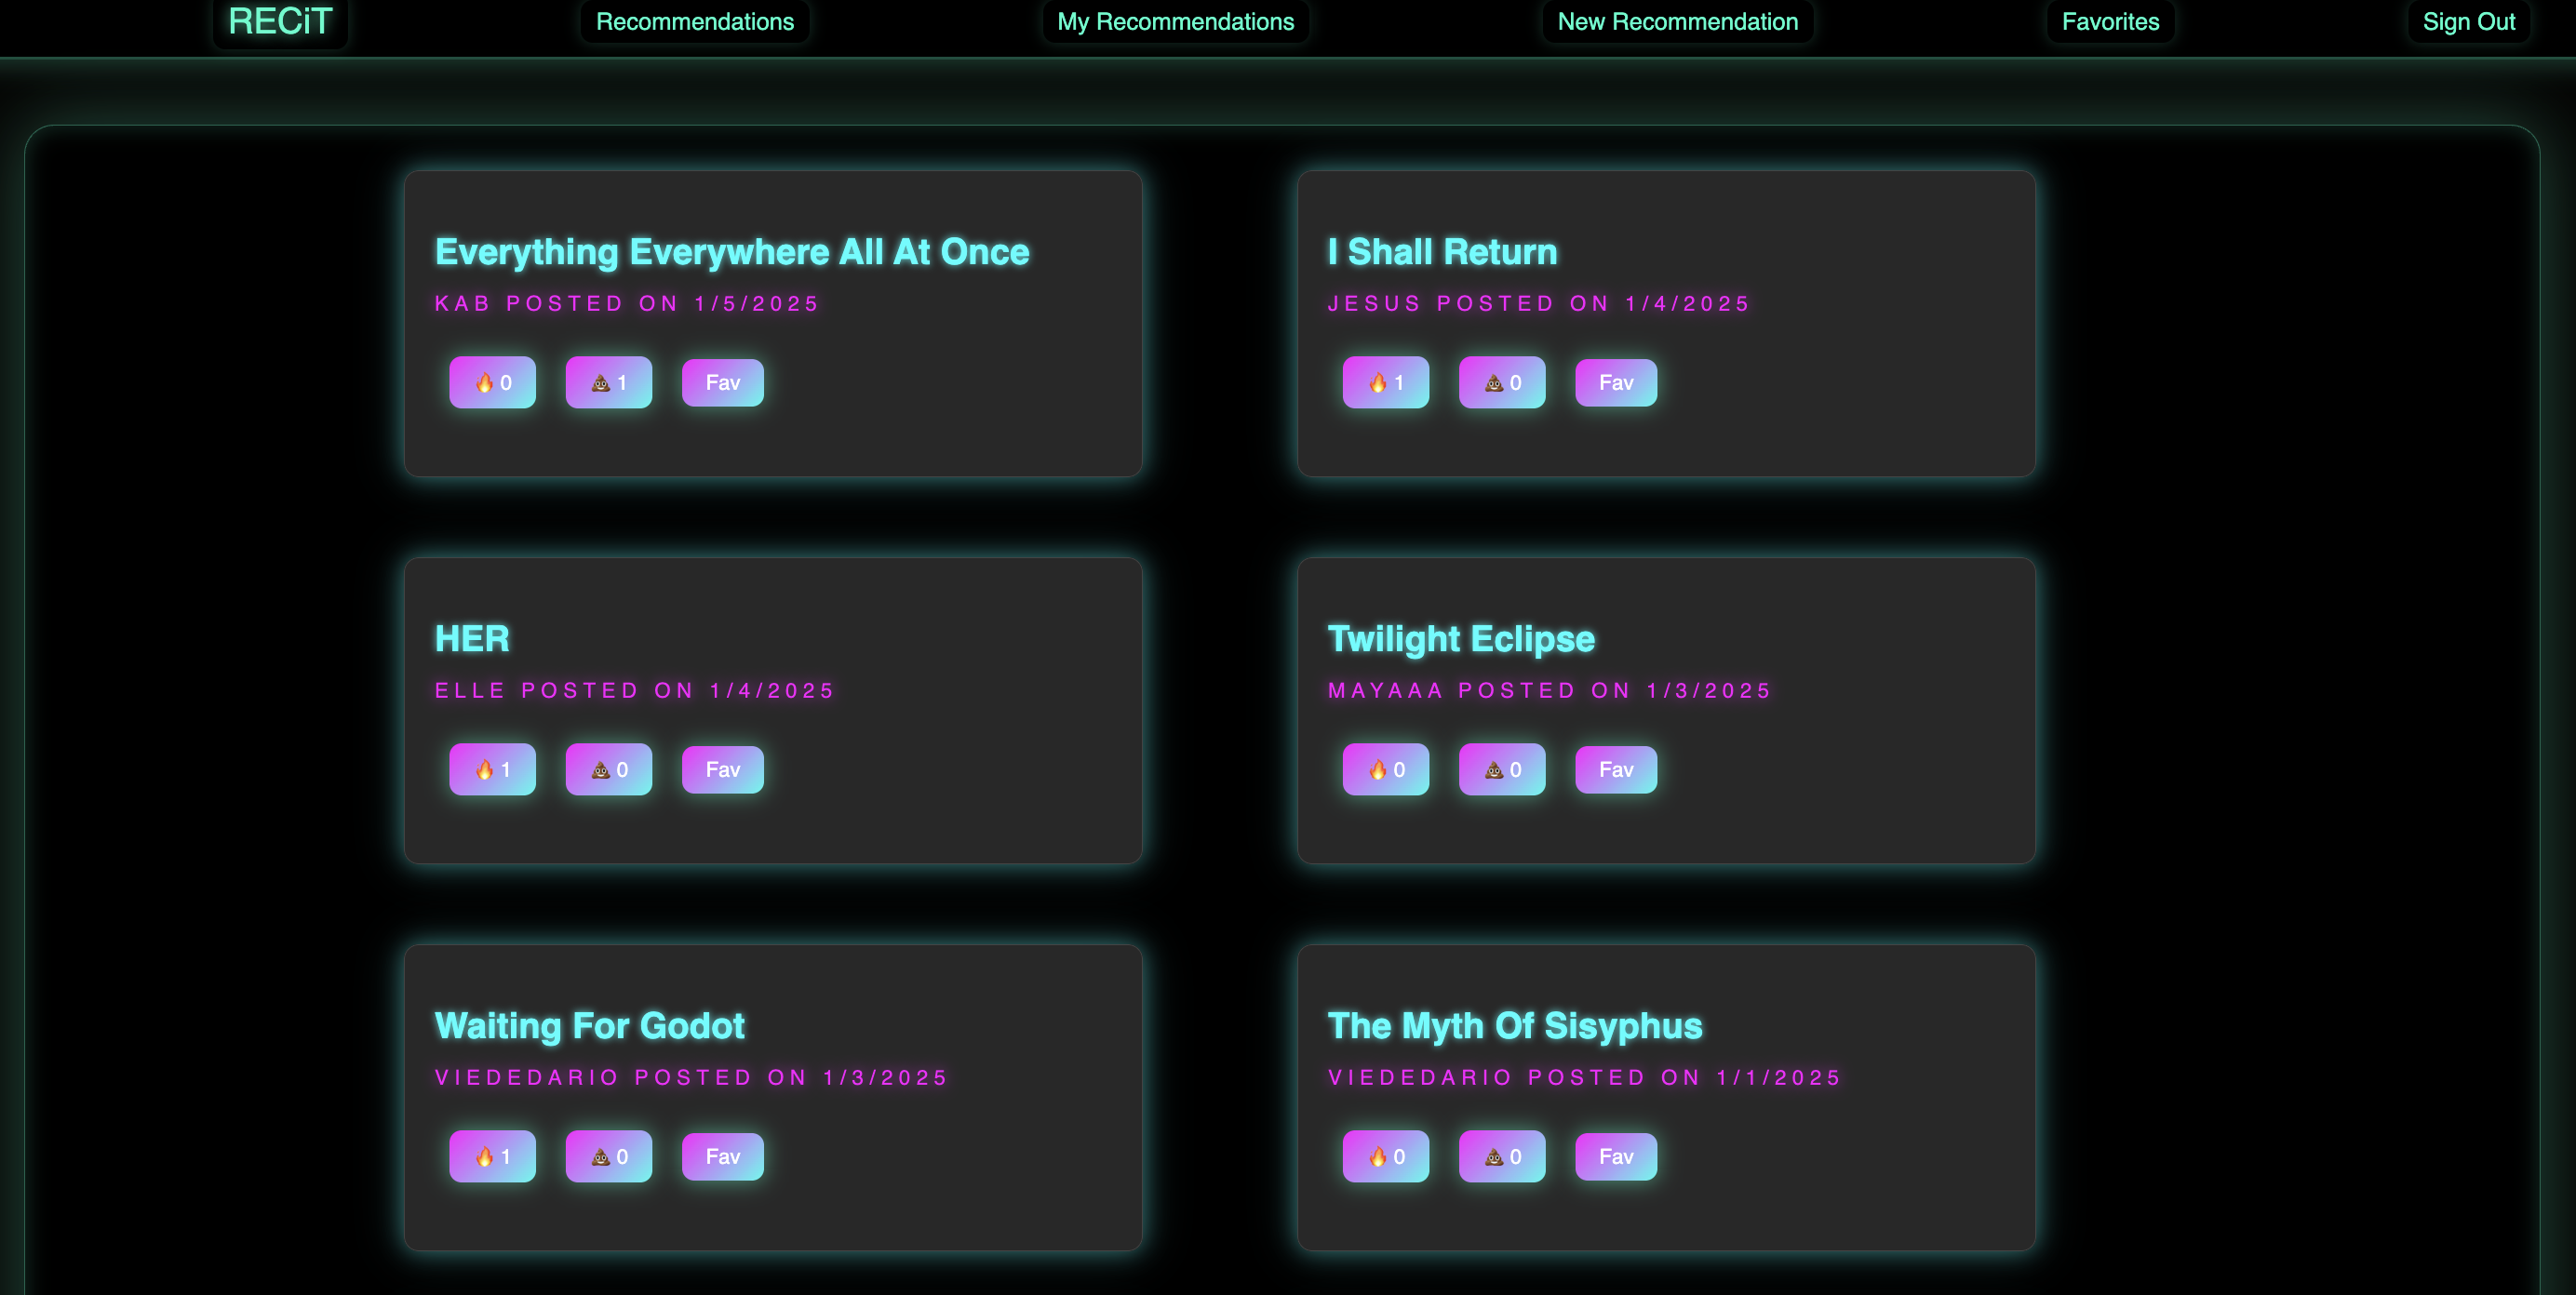 RECiT Recommendations My Recommendations New Recommendation Favorites Sign Out
Everything Everywhere All At Once
KAB POSTED ON 1/5/2025
🔥 0 💩 1 Fav
I Shall Return
JESUS POSTED ON 1/4/2025
🔥 1 💩 0 Fav
HER
ELLE POSTED ON 1/4/2025
🔥 1 💩 0 Fav
Twilight Eclipse
MAYAAA POSTED ON 1/3/2025
🔥 0 💩 0 Fav
Waiting For Godot
VIEDEDARIO POSTED ON 1/3/2025
🔥 1 💩 0 Fav
The Myth Of Sisyphus
VIEDEDARIO POSTED ON 1/1/2025
🔥 0 💩 0 Fav